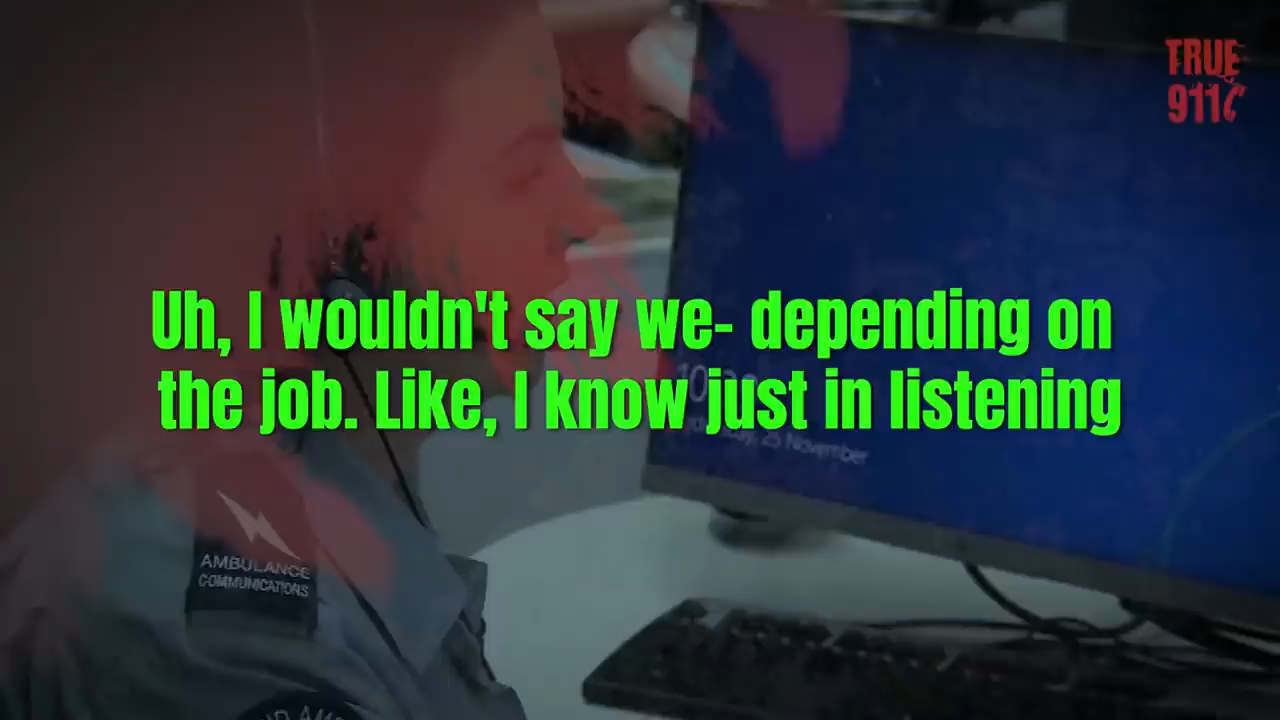 TRUE
911
Uh, I wouldn't say we- depending on
the job. Like, I know just in listening
25 November
AMBULANCE
COMMUNICATIONS